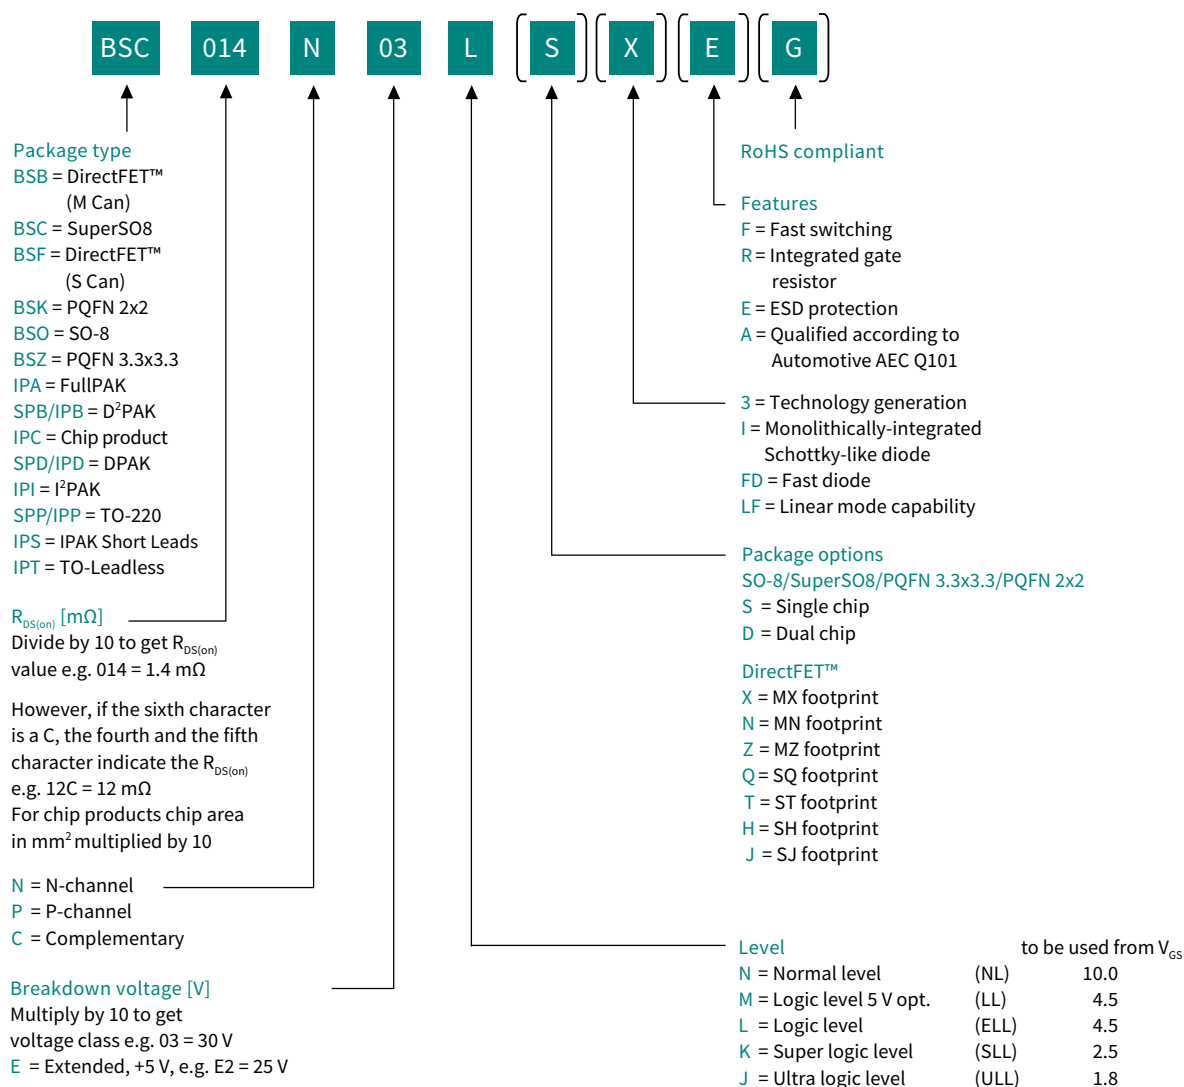 BSC 014 N 03 L S X E G
Package type
BSB = DirectFET™
(M Can)
BSC = SuperSO8
BSF = DirectFET™
(S Can)
BSK = PQFN 2x2
BSO = SO-8
BSZ = PQFN 3.3x3.3
IPA = FullPAK
SPB/IPB = D²PAK
IPC = Chip product
SPD/IPD = DPAK
IPI = I²PAK
SPP/IPP = TO-220
IPS = IPAK Short Leads
IPT = TO-Leadless
RDS(on) [mΩ]
Divide by 10 to get RDS(on)
value e.g. 014 = 1.4 mΩ
However, if the sixth character
is a C, the fourth and the fifth
character indicate the RDS(on)
e.g. 12C = 12 mΩ
For chip products chip area
in mm² multiplied by 10
N = N-channel
P = P-channel
C = Complementary
Breakdown voltage [V]
Multiply by 10 to get
voltage class e.g. 03 = 30 V
E = Extended, +5 V, e.g. E2 = 25 V
RoHS compliant
Features
F = Fast switching
R = Integrated gate
resistor
E = ESD protection
A = Qualified according to
Automotive AEC Q101
3 = Technology generation
I = Monolithically-integrated
Schottky-like diode
FD = Fast diode
LF = Linear mode capability
Package options
SO-8/SuperSO8/PQFN 3.3x3.3/PQFN 2x2
S = Single chip
D = Dual chip
DirectFET™
X = MX footprint
N = MN footprint
Z = MZ footprint
Q = SQ footprint
T = ST footprint
H = SH footprint
J = SJ footprint
Level to be used from VGS
N = Normal level (NL) 10.0
M = Logic level 5 V opt. (LL) 4.5
L = Logic level (ELL) 4.5
K = Super logic level (SLL) 2.5
J = Ultra logic level (ULL) 1.8